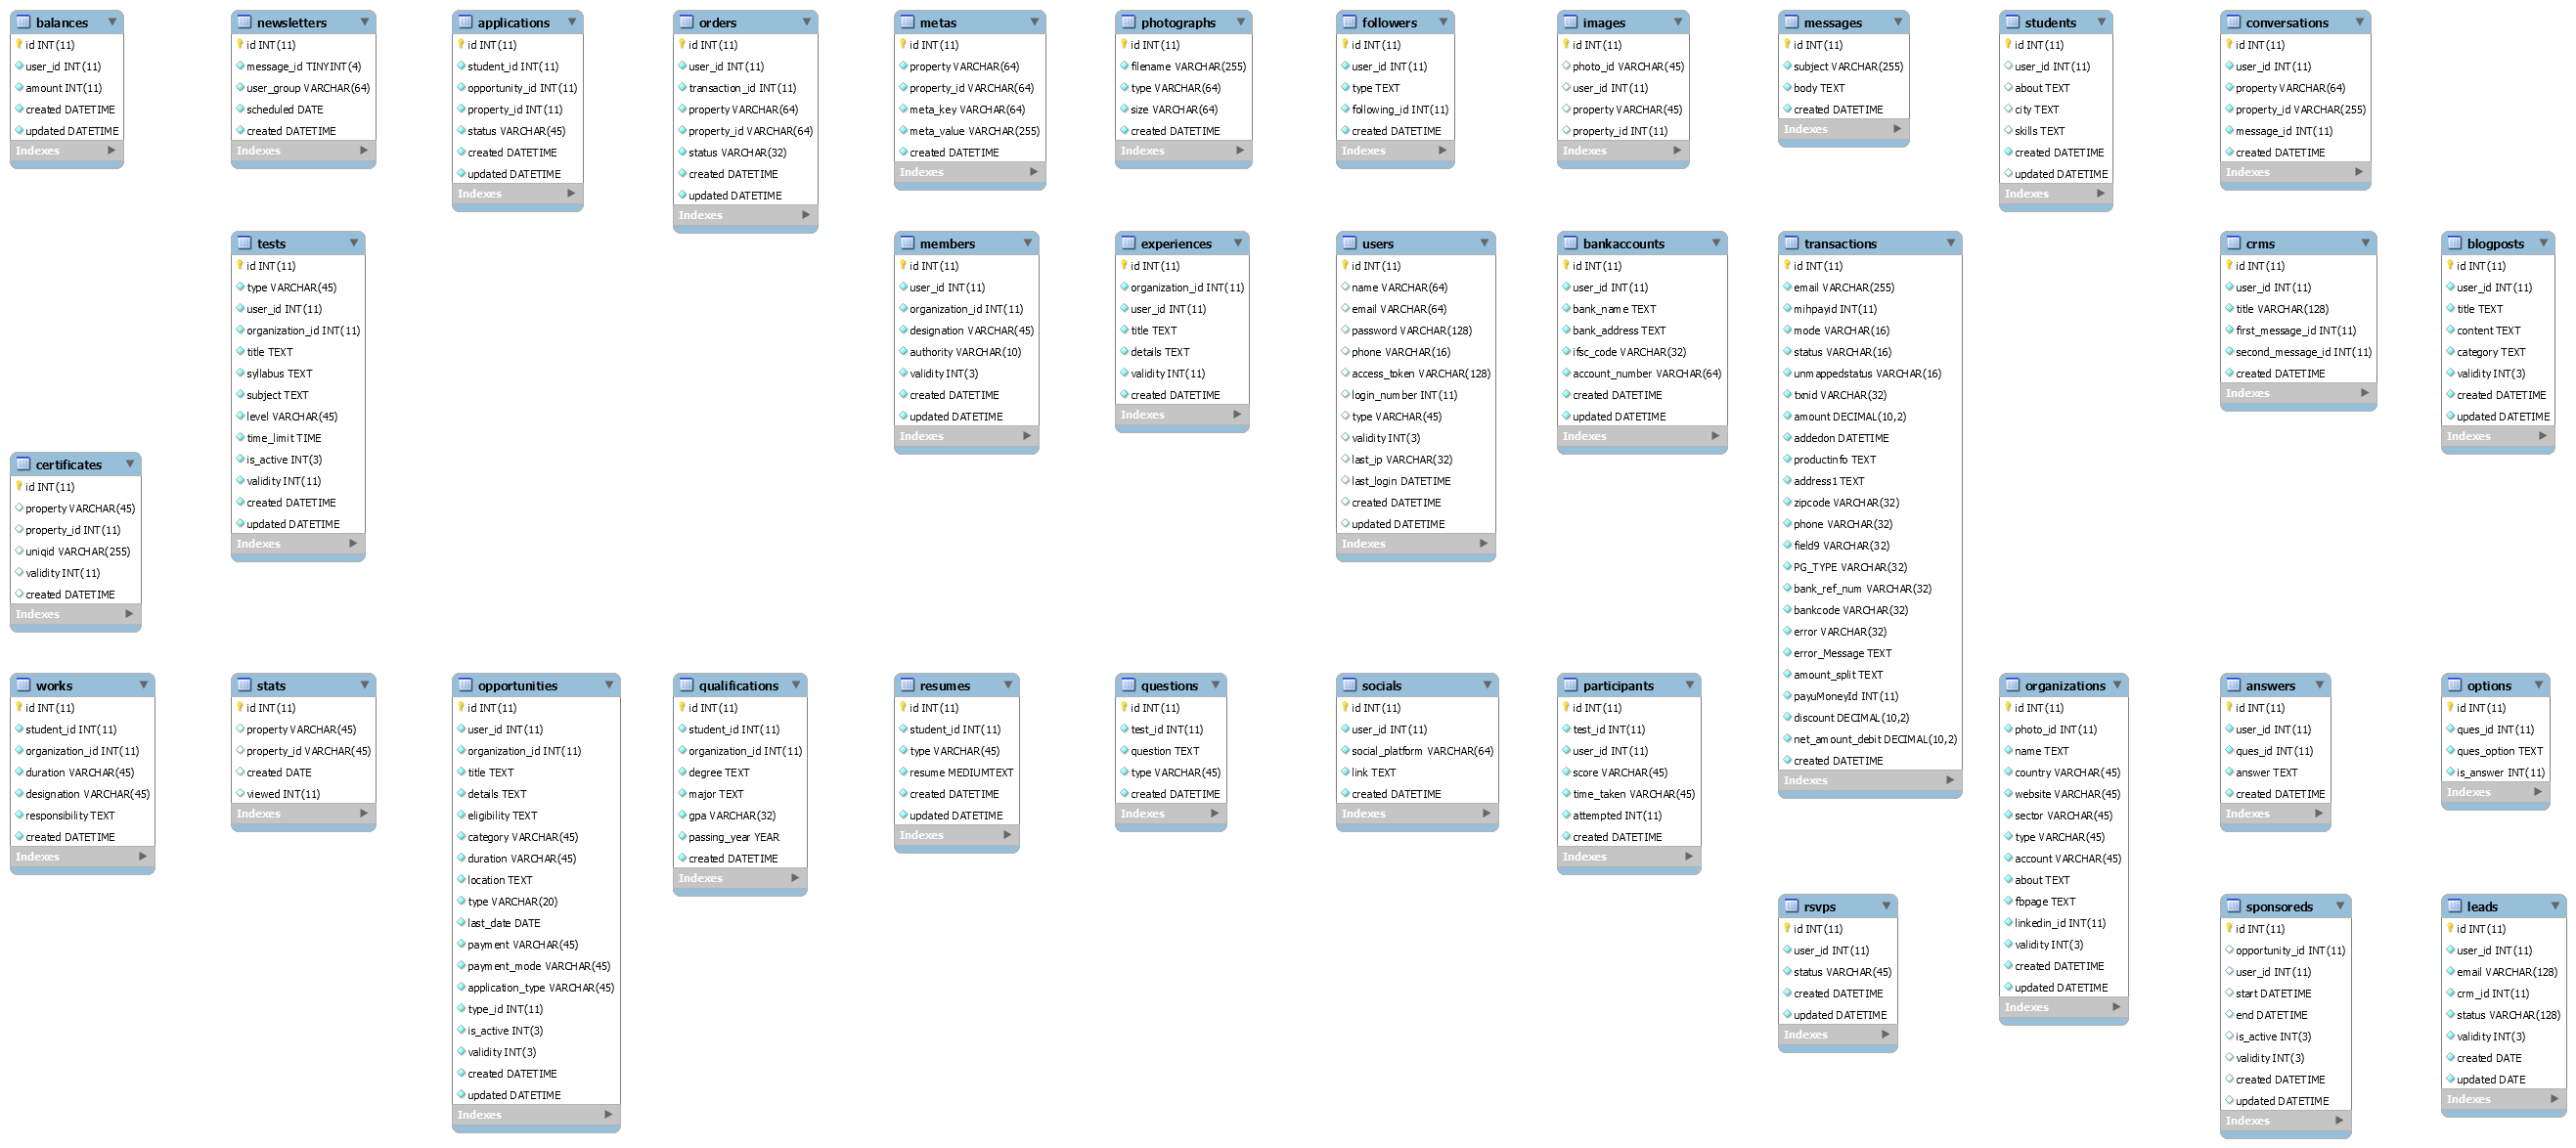 balances
id INT(11)
user_id INT(11)
amount INT(11)
created DATETIME
updated DATETIME
Indexes
newsletters
id INT(11)
message_id TINYINT(4)
user_group VARCHAR(64)
scheduled DATE
created DATETIME
Indexes
applications
id INT(11)
student_id INT(11)
opportunity_id INT(11)
property_id INT(11)
status VARCHAR(45)
created DATETIME
updated DATETIME
Indexes
orders
id INT(11)
user_id INT(11)
transaction_id INT(11)
property VARCHAR(64)
property_id VARCHAR(64)
status VARCHAR(32)
created DATETIME
updated DATETIME
Indexes
metas
id INT(11)
property VARCHAR(64)
property_id VARCHAR(64)
meta_key VARCHAR(64)
meta_value VARCHAR(255)
created DATETIME
Indexes
photographs
id INT(11)
filename VARCHAR(255)
type VARCHAR(64)
size VARCHAR(64)
created DATETIME
Indexes
followers
id INT(11)
user_id INT(11)
type TEXT
following_id INT(11)
created DATETIME
Indexes
images
id INT(11)
photo_id VARCHAR(45)
user_id INT(11)
property VARCHAR(45)
property_id INT(11)
Indexes
messages
id INT(11)
subject VARCHAR(255)
body TEXT
created DATETIME
Indexes
students
id INT(11)
user_id INT(11)
about TEXT
city TEXT
skills TEXT
created DATETIME
updated DATETIME
Indexes
conversations
id INT(11)
user_id INT(11)
property VARCHAR(64)
property_id VARCHAR(255)
message_id INT(11)
created DATETIME
Indexes
tests
id INT(11)
type VARCHAR(45)
user_id INT(11)
organization_id INT(11)
title TEXT
syllabus TEXT
subject TEXT
level VARCHAR(45)
time_limit TIME
is_active INT(3)
validity INT(11)
created DATETIME
updated DATETIME
Indexes
members
id INT(11)
user_id INT(11)
organization_id INT(11)
designation VARCHAR(45)
authority VARCHAR(10)
validity INT(3)
created DATETIME
updated DATETIME
Indexes
experiences
id INT(11)
organization_id INT(11)
user_id INT(11)
title TEXT
details TEXT
validity INT(11)
created DATETIME
Indexes
users
id INT(11)
name VARCHAR(64)
email VARCHAR(64)
password VARCHAR(128)
phone VARCHAR(16)
access_token VARCHAR(128)
login_number INT(11)
type VARCHAR(45)
validity INT(3)
last_ip VARCHAR(32)
last_login DATETIME
created DATETIME
updated DATETIME
Indexes
bankaccounts
id INT(11)
user_id INT(11)
bank_name TEXT
bank_address TEXT
ifsc_code VARCHAR(32)
account_number VARCHAR(64)
created DATETIME
updated DATETIME
Indexes
transactions
id INT(11)
email VARCHAR(255)
mihpayid INT(11)
mode VARCHAR(16)
status VARCHAR(16)
unmappedstatus VARCHAR(16)
txnid VARCHAR(32)
amount DECIMAL(10,2)
addedon DATETIME
productinfo TEXT
address1 TEXT
zipcode VARCHAR(32)
phone VARCHAR(32)
field9 VARCHAR(32)
PG_TYPE VARCHAR(32)
bank_ref_num VARCHAR(32)
bankcode VARCHAR(32)
error VARCHAR(32)
error_Message TEXT
amount_split TEXT
payuMoneyId INT(11)
discount DECIMAL(10,2)
net_amount_debit DECIMAL(10,2)
created DATETIME
Indexes
crms
id INT(11)
user_id INT(11)
title VARCHAR(128)
first_message_id INT(11)
second_message_id INT(11)
created DATETIME
Indexes
blogposts
id INT(11)
user_id INT(11)
title TEXT
content TEXT
category TEXT
validity INT(3)
created DATETIME
updated DATETIME
Indexes
certificates
id INT(11)
property VARCHAR(45)
property_id INT(11)
uniqid VARCHAR(255)
validity INT(11)
created DATETIME
Indexes
works
id INT(11)
student_id INT(11)
organization_id INT(11)
duration VARCHAR(45)
designation VARCHAR(45)
responsibility TEXT
created DATETIME
Indexes
stats
id INT(11)
property VARCHAR(45)
property_id VARCHAR(45)
created DATE
viewed INT(11)
Indexes
opportunities
id INT(11)
user_id INT(11)
organization_id INT(11)
title TEXT
details TEXT
eligibility TEXT
category VARCHAR(45)
duration VARCHAR(45)
location TEXT
type VARCHAR(20)
last_date DATE
payment VARCHAR(45)
payment_mode VARCHAR(45)
application_type VARCHAR(45)
type_id INT(11)
is_active INT(3)
validity INT(3)
created DATETIME
updated DATETIME
Indexes
qualifications
id INT(11)
student_id INT(11)
organization_id INT(11)
degree TEXT
major TEXT
gpa VARCHAR(32)
passing_year YEAR
created DATETIME
Indexes
resumes
id INT(11)
student_id INT(11)
type VARCHAR(45)
resume MEDIUMTEXT
created DATETIME
updated DATETIME
Indexes
questions
id INT(11)
test_id INT(11)
question TEXT
type VARCHAR(45)
created DATETIME
Indexes
socials
id INT(11)
user_id INT(11)
social_platform VARCHAR(64)
link TEXT
created DATETIME
Indexes
participants
id INT(11)
test_id INT(11)
user_id INT(11)
score VARCHAR(45)
time_taken VARCHAR(45)
attempted INT(11)
created DATETIME
Indexes
organizations
id INT(11)
photo_id INT(11)
name TEXT
country VARCHAR(45)
website VARCHAR(45)
sector VARCHAR(45)
type VARCHAR(45)
account VARCHAR(45)
about TEXT
fbpage TEXT
linkedin_id INT(11)
validity INT(3)
created DATETIME
updated DATETIME
Indexes
answers
id INT(11)
user_id INT(11)
ques_id INT(11)
answer TEXT
created DATETIME
Indexes
options
id INT(11)
ques_id INT(11)
ques_option TEXT
is_answer INT(11)
Indexes
rsvps
id INT(11)
user_id INT(11)
status VARCHAR(45)
created DATETIME
updated DATETIME
Indexes
sponsoreds
id INT(11)
opportunity_id INT(11)
user_id INT(11)
start DATETIME
end DATETIME
is_active INT(3)
validity INT(3)
created DATETIME
updated DATETIME
Indexes
leads
id INT(11)
user_id INT(11)
email VARCHAR(128)
crm_id INT(11)
status VARCHAR(128)
validity INT(3)
created DATE
updated DATE
Indexes